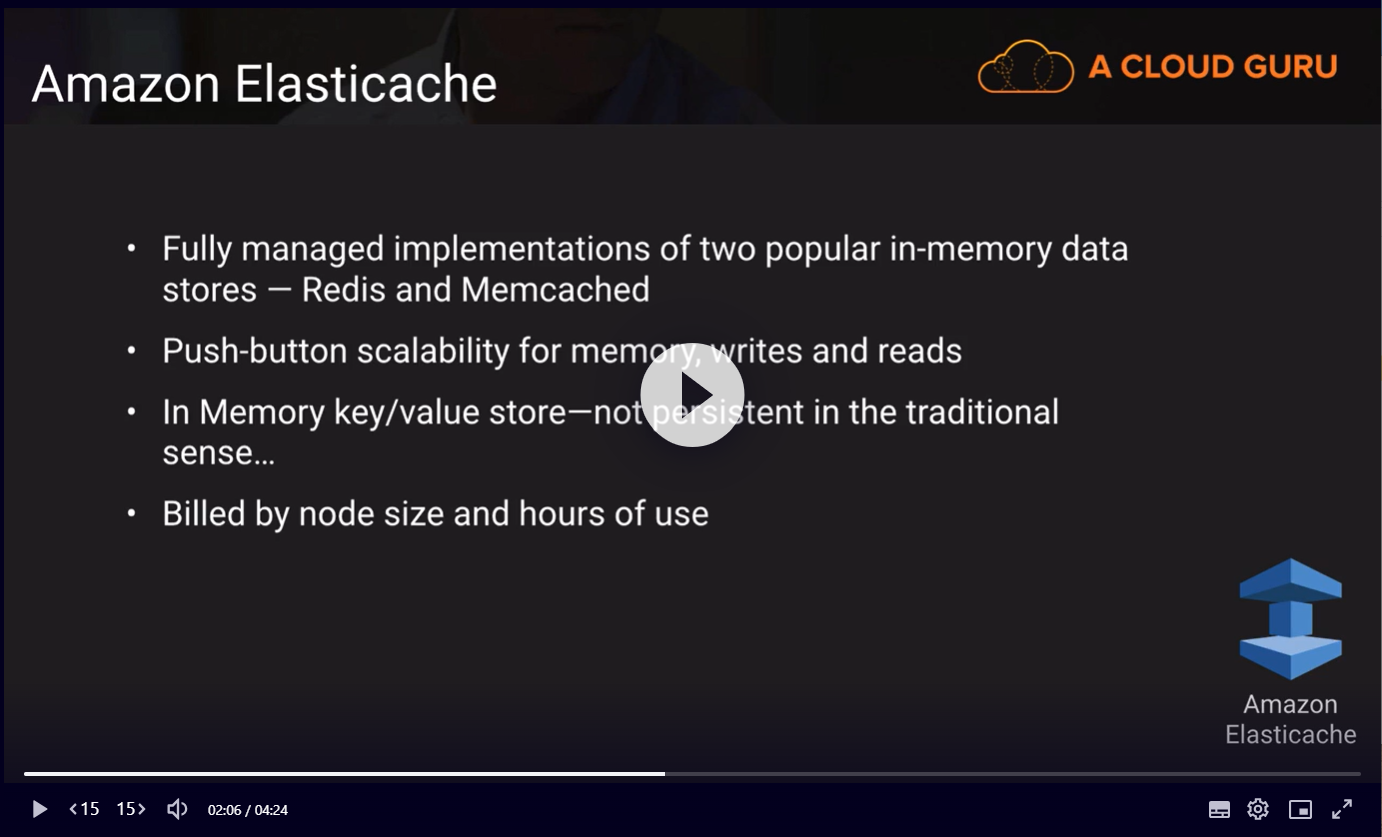 Amazon Elasticache
A CLOUD GURU
• Fully managed implementations of two popular in-memory data
stores — Redis and Memcached
• Push-button scalability for memory, writes and reads
• In Memory key/value store—not persistent in the traditional
sense...
• Billed by node size and hours of use
Amazon
Elasticache
<15 15> 02:06 / 04:24